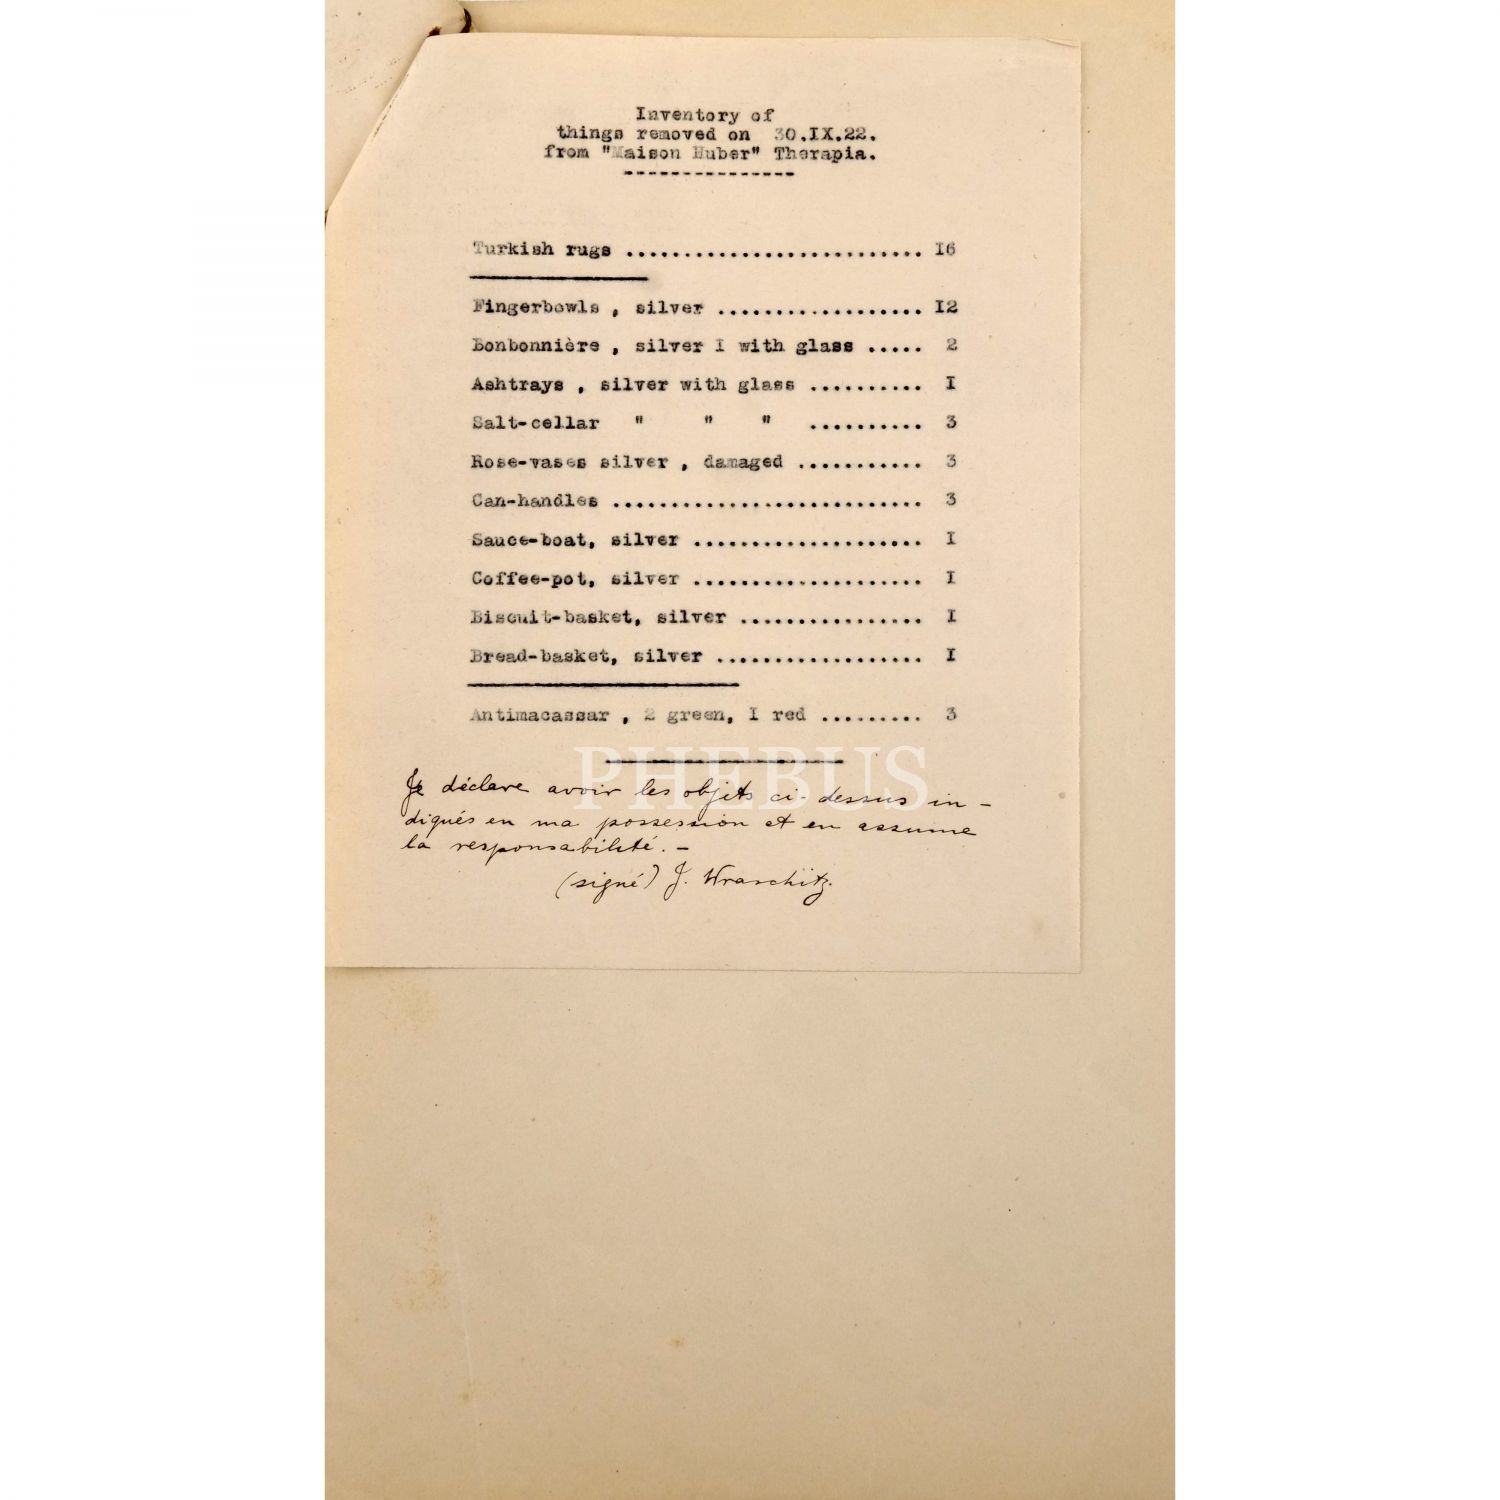 Inventory of
things removed on 30.IX.22.
from "Maison Huber" Therapia.
Turkish rugs .......................... I6
Fingerbowls , silver .................. I2
Bonbonnière , silver I with glass ..... 2
Ashtrays , silver with glass .......... I
Salt-cellar " " " .......... 3
Rose-vases silver , damaged ........... 3
Can-handles ........................... 3
Sauce-boat, silver .................... I
Coffee-pot, silver .................... I
Biscuit-basket, silver ................ I
Bread-basket, silver .................. I
Antimacassar , 2 green, I red ......... 3
PHEBUS
Je déclare avoir les objets ci-dessus in-
diqués en ma possession et en assume
la responsabilité. -
(signé) J. Wraschitz.